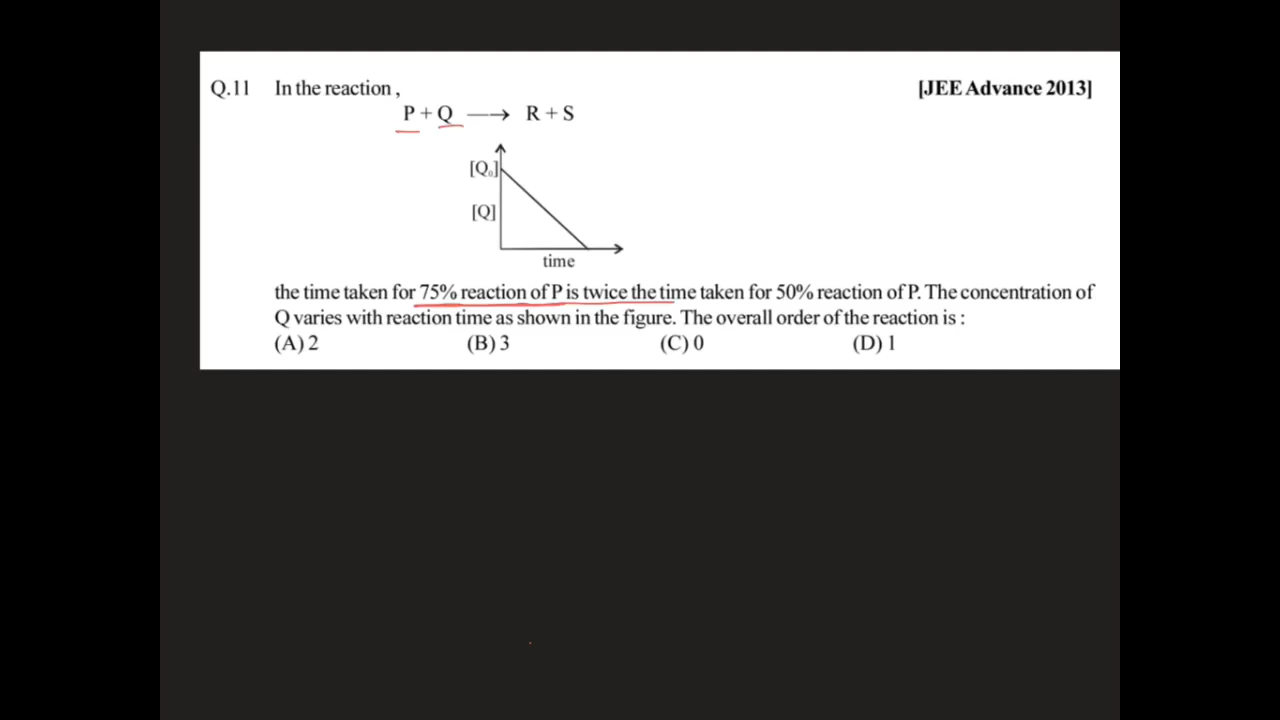 Q.11 In the reaction , [JEE Advance 2013]
P + Q ⟶ R + S
[Q₀]
[Q]
time
the time taken for 75% reaction of P is twice the time taken for 50% reaction of P. The concentration of
Q varies with reaction time as shown in the figure. The overall order of the reaction is :
(A) 2 (B) 3 (C) 0 (D) 1